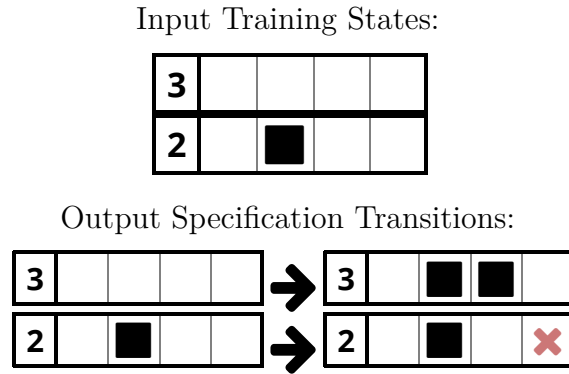 Input Training States:
3
2
Output Specification Transitions:
3 3
2 2